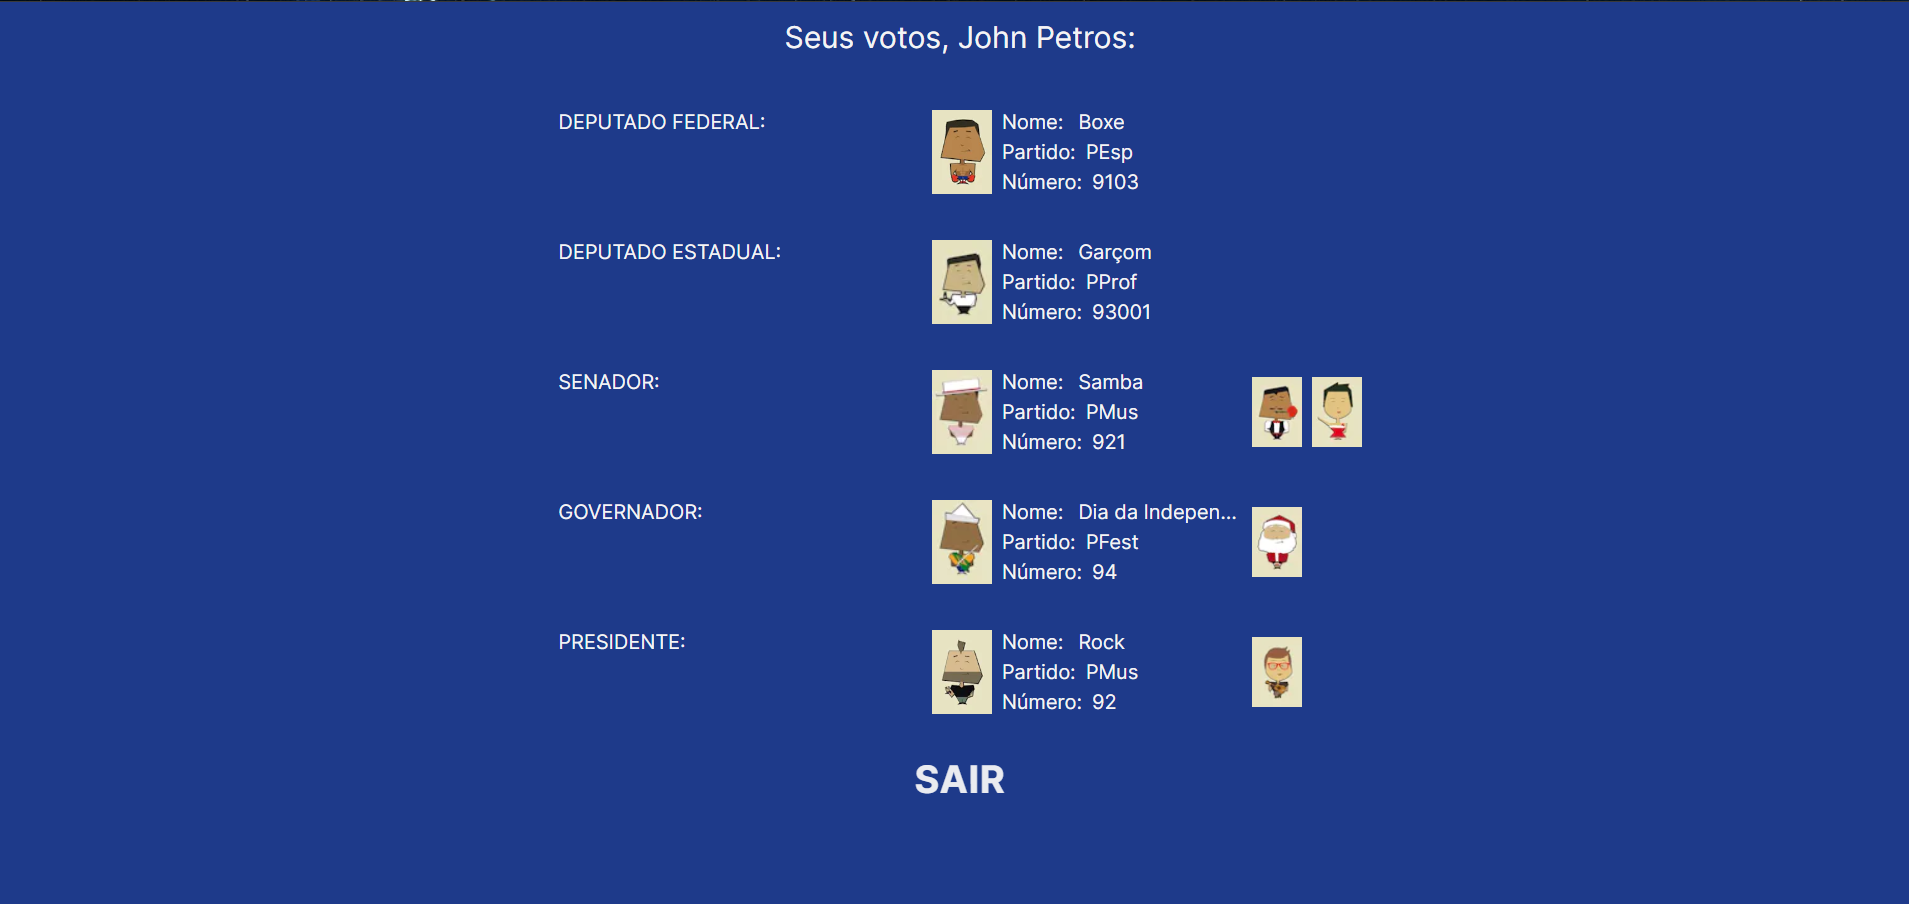 Seus votos, John Petros:
DEPUTADO FEDERAL:
Nome: Boxe
Partido: PEsp
Número: 9103
DEPUTADO ESTADUAL:
Nome: Garçom
Partido: PProf
Número: 93001
SENADOR:
Nome: Samba
Partido: PMus
Número: 921
GOVERNADOR:
Nome: Dia da Indepen...
Partido: PFest
Número: 94
PRESIDENTE:
Nome: Rock
Partido: PMus
Número: 92
SAIR